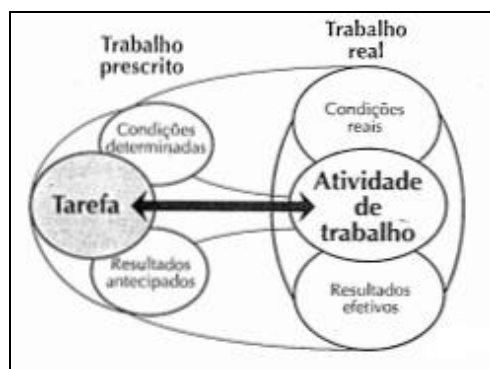 Trabalho
prescrito
Trabalho
real
Condições
determinadas
Condições
reais
Tarefa
Atividade
de
trabalho
Resultados
antecipados
Resultados
efetivos